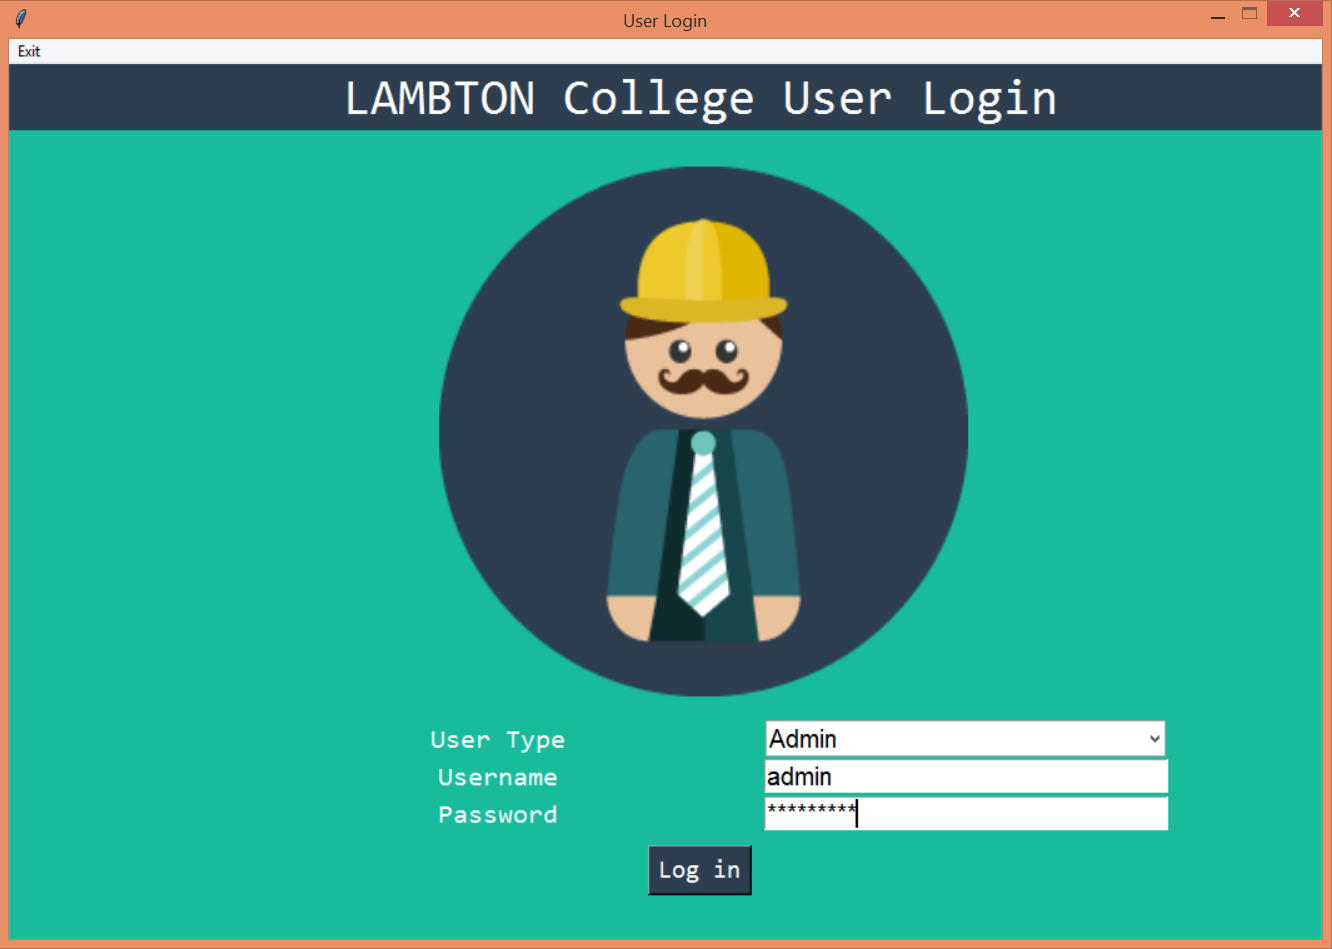 User Login
Exit
LAMBTON College User Login
User Type
Admin
Username
admin
Password
*********
Log in